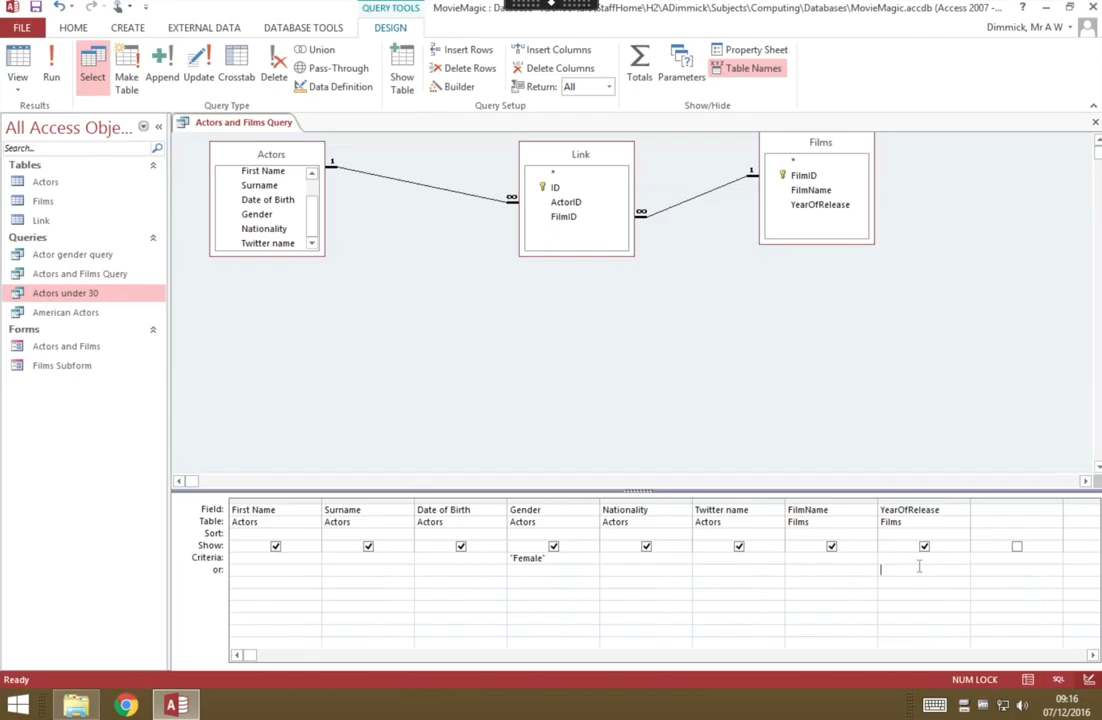 QUERY TOOLS
MovieMagic : Datab
StaffHome\H2\ADimmick\Subjects\Computing\Databases\MovieMagic.accdb (Access 2007 -...
FILE
HOME
CREATE
EXTERNAL DATA
DATABASE TOOLS
DESIGN
Dimmick, Mr A W
View
Run
Select
Make
Table
Append
Update
Crosstab
Delete
Union
Pass-Through
Data Definition
Show
Table
Insert Rows
Delete Rows
Builder
Insert Columns
Delete Columns
Return: All
Totals
Parameters
Property Sheet
Table Names
Results
Query Type
Query Setup
Show/Hide
All Access Obje...
Search...
Tables
Actors
Films
Link
Queries
Actor gender query
Actors and Films Query
Actors under 30
American Actors
Forms
Actors and Films
Films Subform
Actors and Films Query
Actors
First Name
Surname
Date of Birth
Gender
Nationality
Twitter name
1
∞
Link
*
ID
ActorID
FilmID
∞
1
Films
*
FilmID
FilmName
YearOfRelease
Field: First Name Surname Date of Birth Gender Nationality Twitter name FilmName YearOfRelease
Table: Actors Actors Actors Actors Actors Actors Films Films
Sort:
Show:
Criteria: "Female"
or:
Ready
NUM LOCK
SQL
09:16
07/12/2016